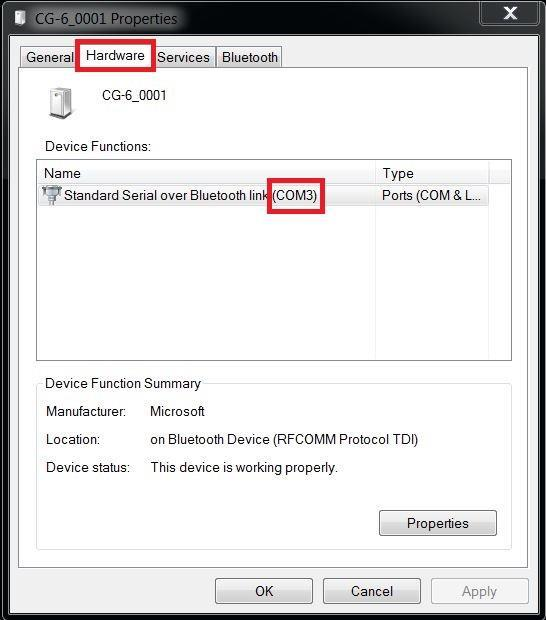 CG-6_0001 Properties
X
General Hardware Services Bluetooth
CG-6_0001
Device Functions:
Name Type
Standard Serial over Bluetooth link (COM3) Ports (COM & L...
Device Function Summary
Manufacturer: Microsoft
Location: on Bluetooth Device (RFCOMM Protocol TDI)
Device status: This device is working properly.
Properties
OK Cancel Apply